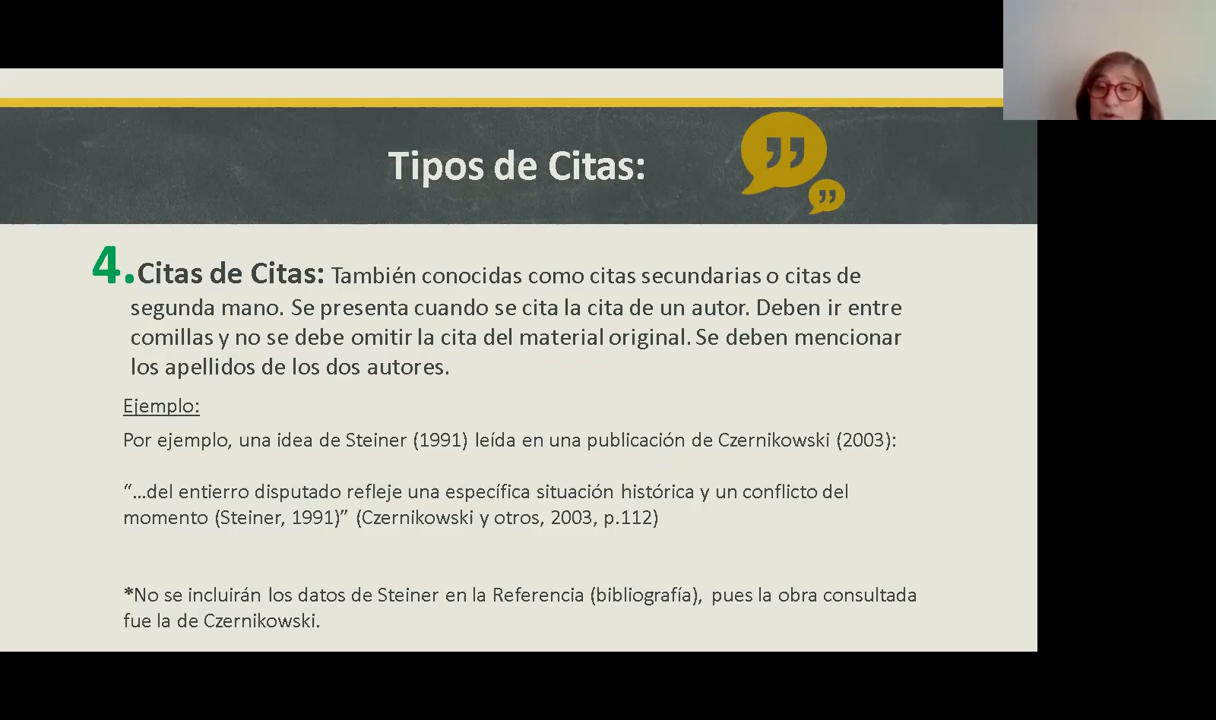 Tipos de Citas:
4.Citas de Citas: También conocidas como citas secundarias o citas de
segunda mano. Se presenta cuando se cita la cita de un autor. Deben ir entre
comillas y no se debe omitir la cita del material original. Se deben mencionar
los apellidos de los dos autores.
Ejemplo:
Por ejemplo, una idea de Steiner (1991) leída en una publicación de Czernikowski (2003):
“…del entierro disputado refleje una específica situación histórica y un conflicto del
momento (Steiner, 1991)” (Czernikowski y otros, 2003, p.112)
*No se incluirán los datos de Steiner en la Referencia (bibliografía), pues la obra consultada
fue la de Czernikowski.